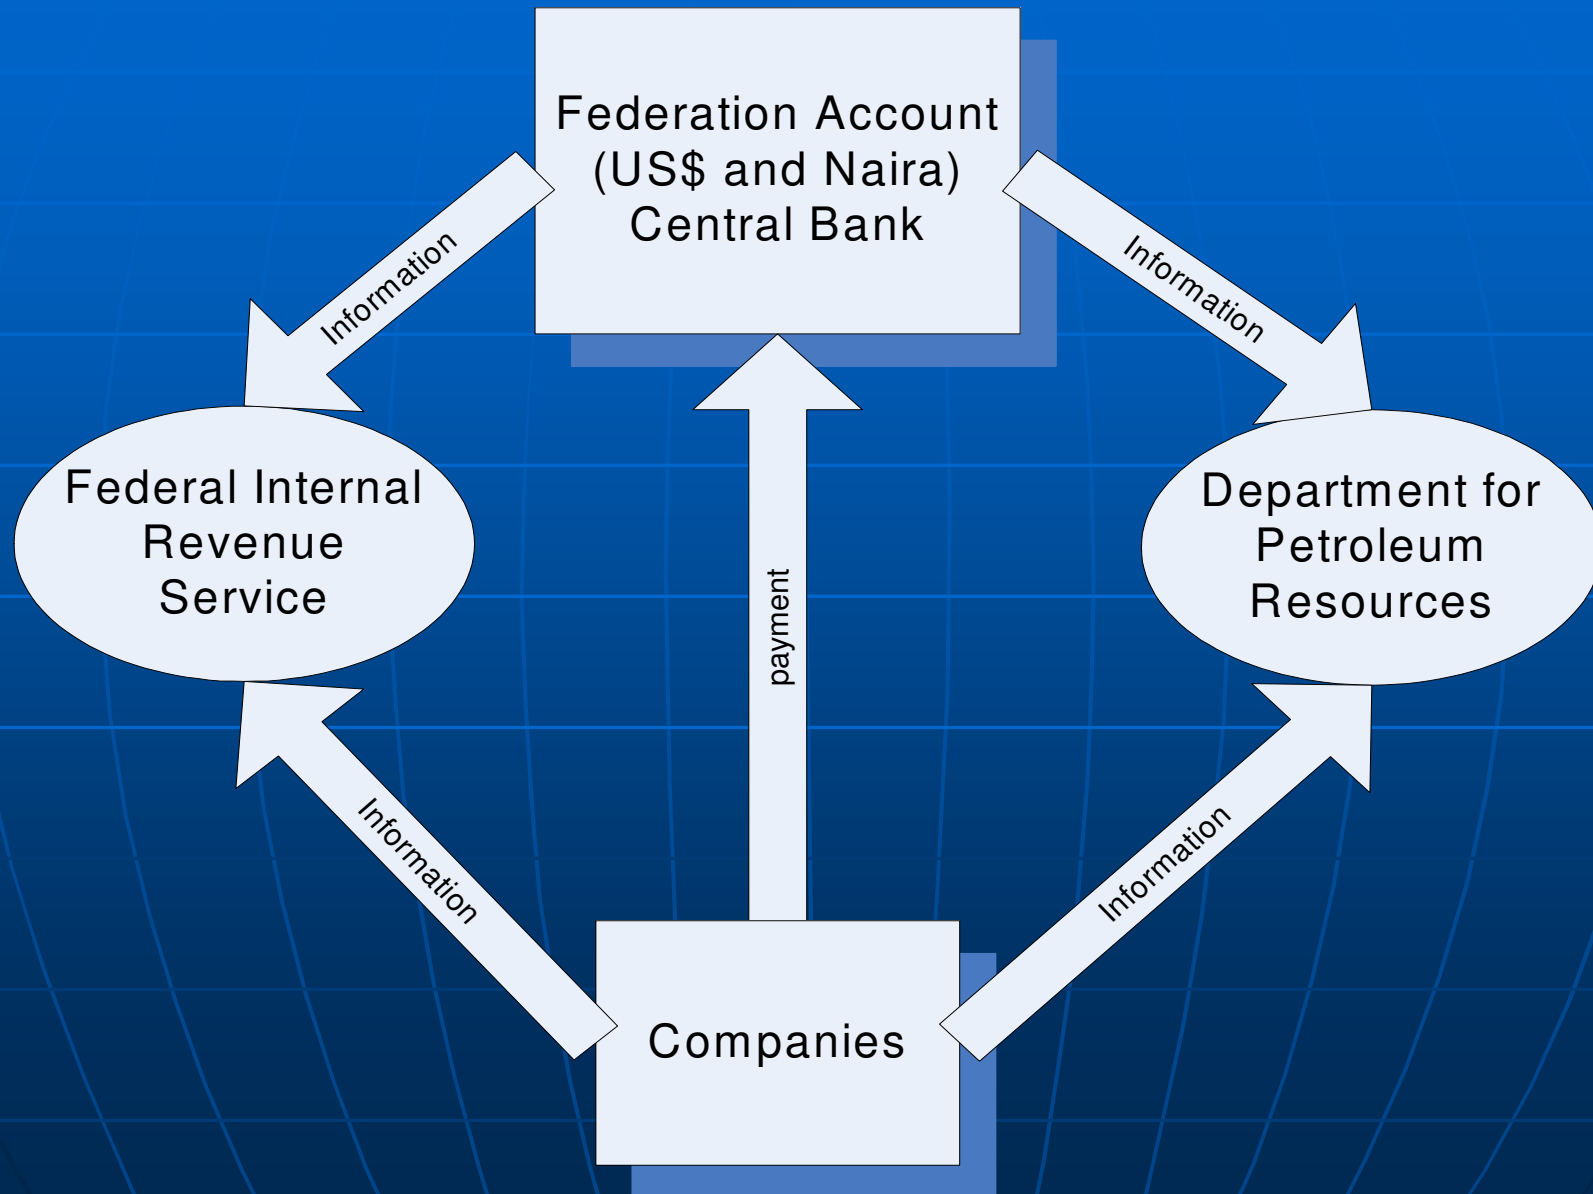 Federation Account
(US$ and Naira)
Central Bank
Information
Information
Federal Internal
Revenue
Service
payment
Department for
Petroleum
Resources
Information
Information
Companies